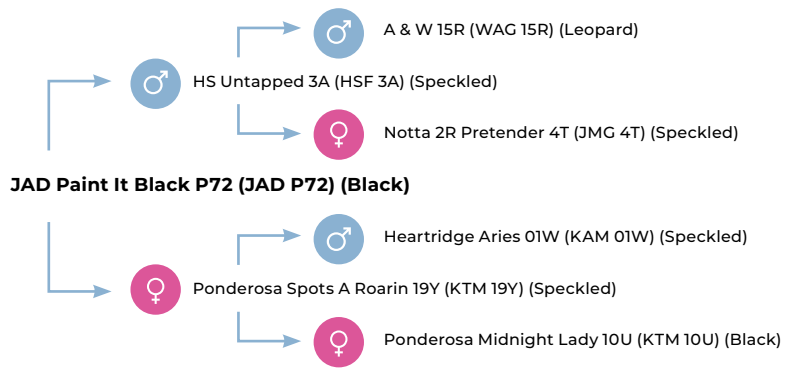 A & W 15R (WAG 15R) (Leopard)
HS Untapped 3A (HSF 3A) (Speckled)
Notta 2R Pretender 4T (JMG 4T) (Speckled)
JAD Paint It Black P72 (JAD P72) (Black)
Heartridge Aries 01W (KAM 01W) (Speckled)
Ponderosa Spots A Roarin 19Y (KTM 19Y) (Speckled)
Ponderosa Midnight Lady 10U (KTM 10U) (Black)